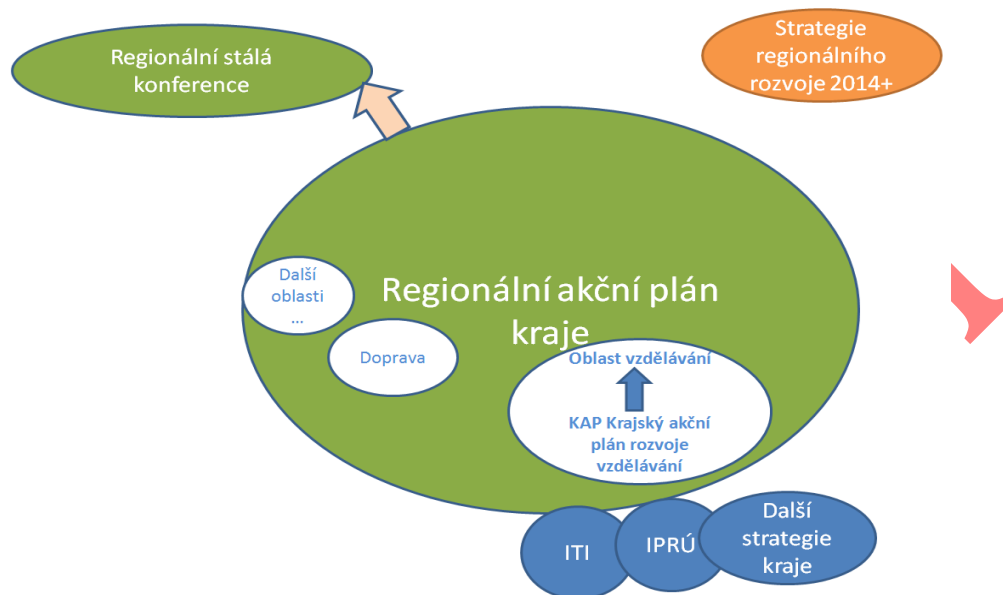 Regionální stálá
konference
Strategie
regionálního
rozvoje 2014+
Další
oblasti
...
Regionální akční plán
kraje
Doprava
Oblast vzdělávání
KAP Krajský akční
plán rozvoje
vzdělávání
ITI
IPRÚ
Další
strategie
kraje